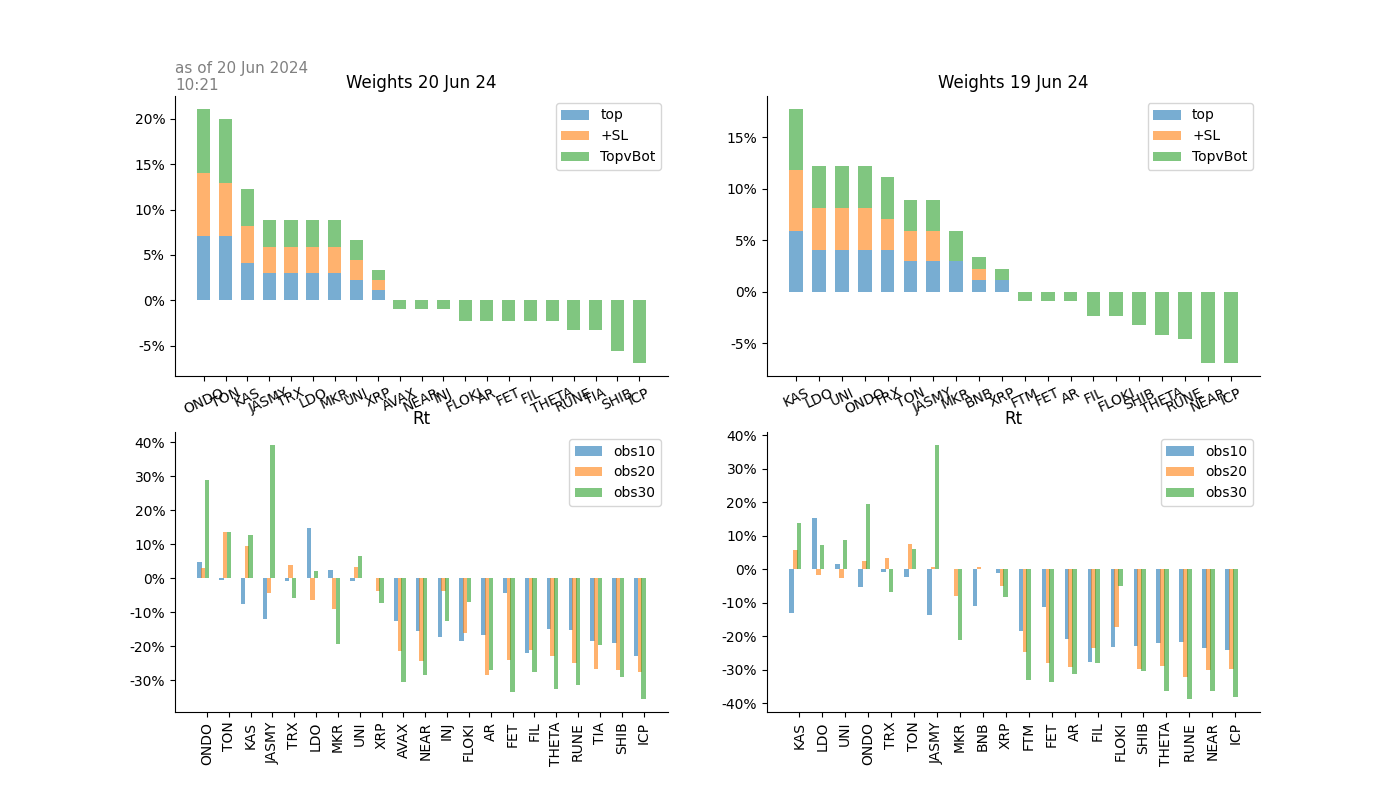 as of 20 Jun 2024
10:21
Weights 20 Jun 24
20%
15%
10%
5%
0%
-5%
top
+SL
TopvBot
ONDO TON KAS JASMY TRX LDO MKR UNI XRP AVAX NEAR INJ FLOKI AR FET FIL THETA RUNE TIA SHIB ICP
Weights 19 Jun 24
15%
10%
5%
0%
-5%
top
+SL
TopvBot
KAS LDO UNI ONDO TRX TON JASMY MKR BNB XRP FTM FET AR FIL FLOKI SHIB THETA RUNE NEAR ICP
Rt
40%
30%
20%
10%
0%
-10%
-20%
-30%
obs10
obs20
obs30
ONDO TON KAS JASMY TRX LDO MKR UNI XRP AVAX NEAR INJ FLOKI AR FET FIL THETA RUNE TIA SHIB ICP
Rt
40%
30%
20%
10%
0%
-10%
-20%
-30%
-40%
obs10
obs20
obs30
KAS LDO UNI ONDO TRX TON JASMY MKR BNB XRP FTM FET AR FIL FLOKI SHIB THETA RUNE NEAR ICP